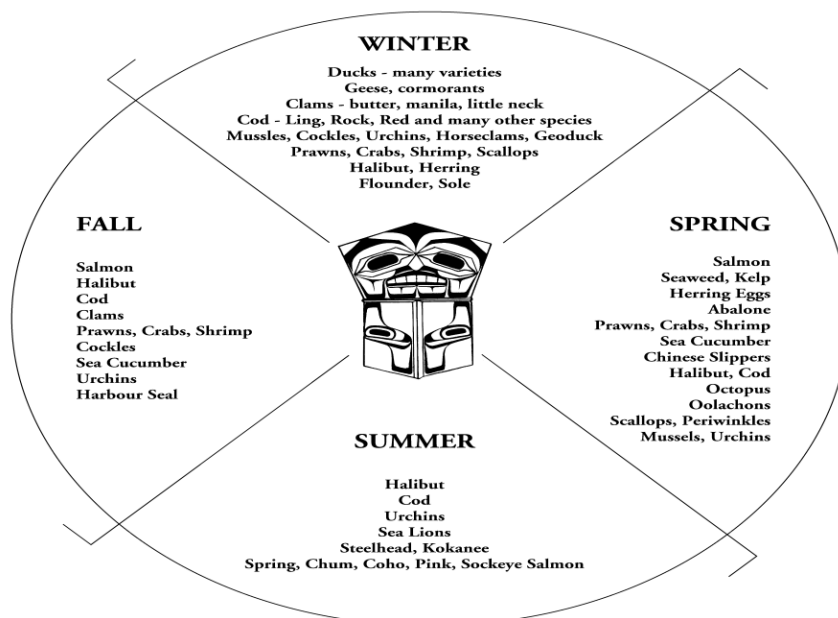 WINTER
Ducks - many varieties
Geese, cormorants
Clams - butter, manila, little neck
Cod - Ling, Rock, Red and many other species
Mussles, Cockles, Urchins, Horseclams, Geoduck
Prawns, Crabs, Shrimp, Scallops
Halibut, Herring
Flounder, Sole
FALL
Salmon
Halibut
Cod
Clams
Prawns, Crabs, Shrimp
Cockles
Sea Cucumber
Urchins
Harbour Seal
SPRING
Salmon
Seaweed, Kelp
Herring Eggs
Abalone
Prawns, Crabs, Shrimp
Sea Cucumber
Chinese Slippers
Halibut, Cod
Octopus
Oolachons
Scallops, Periwinkles
Mussels, Urchins
SUMMER
Halibut
Cod
Urchins
Sea Lions
Steelhead, Kokanee
Spring, Chum, Coho, Pink, Sockeye Salmon